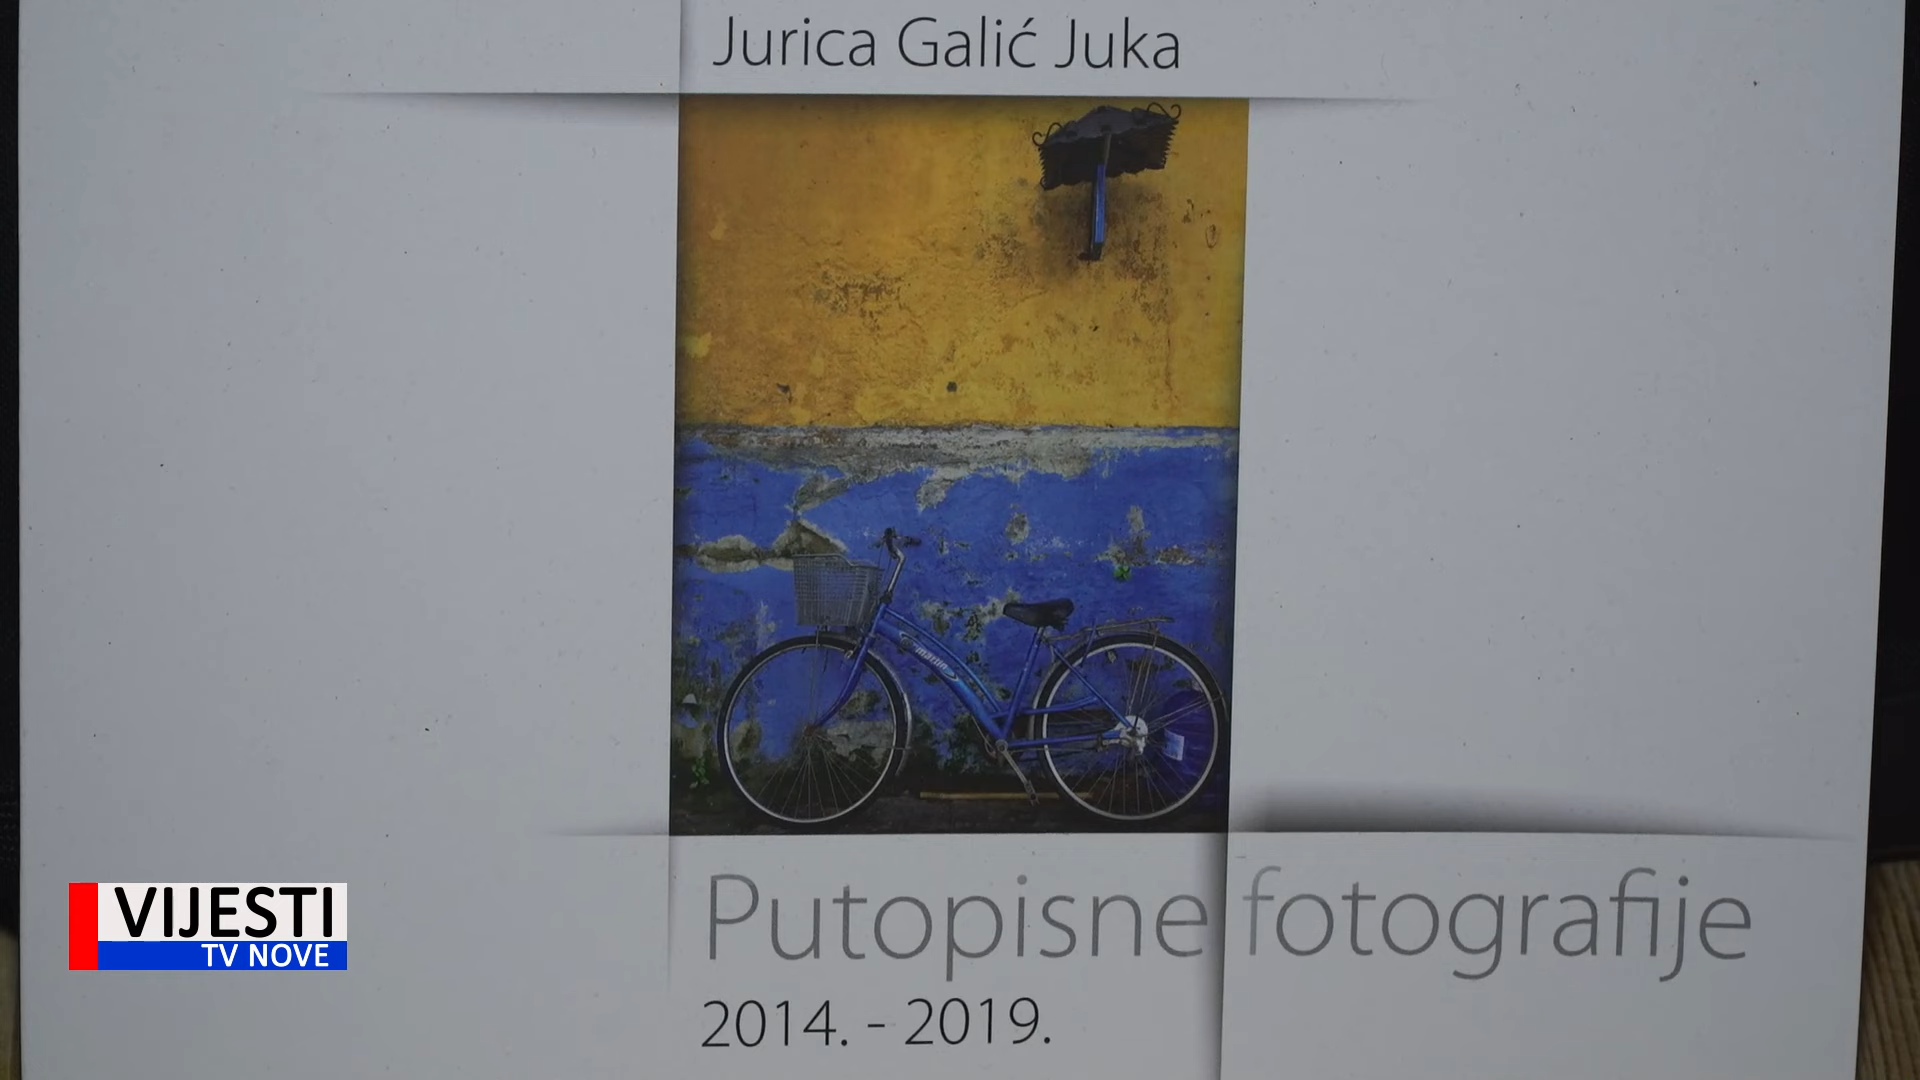 Jurica Galić Juka
Putopisne fotografije
2014. - 2019.
VIJESTI
TV NOVE